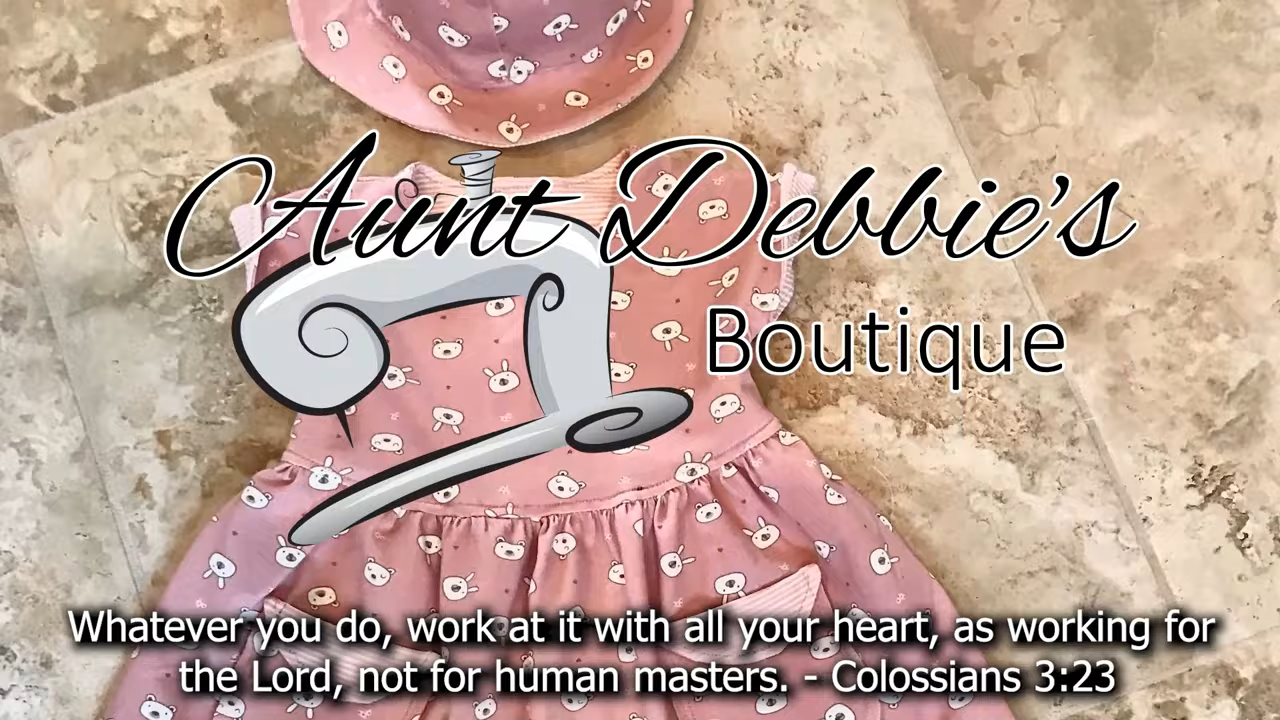 Aunt Debbie's
Boutique
Whatever you do, work at it with all your heart, as working for
the Lord, not for human masters. - Colossians 3:23